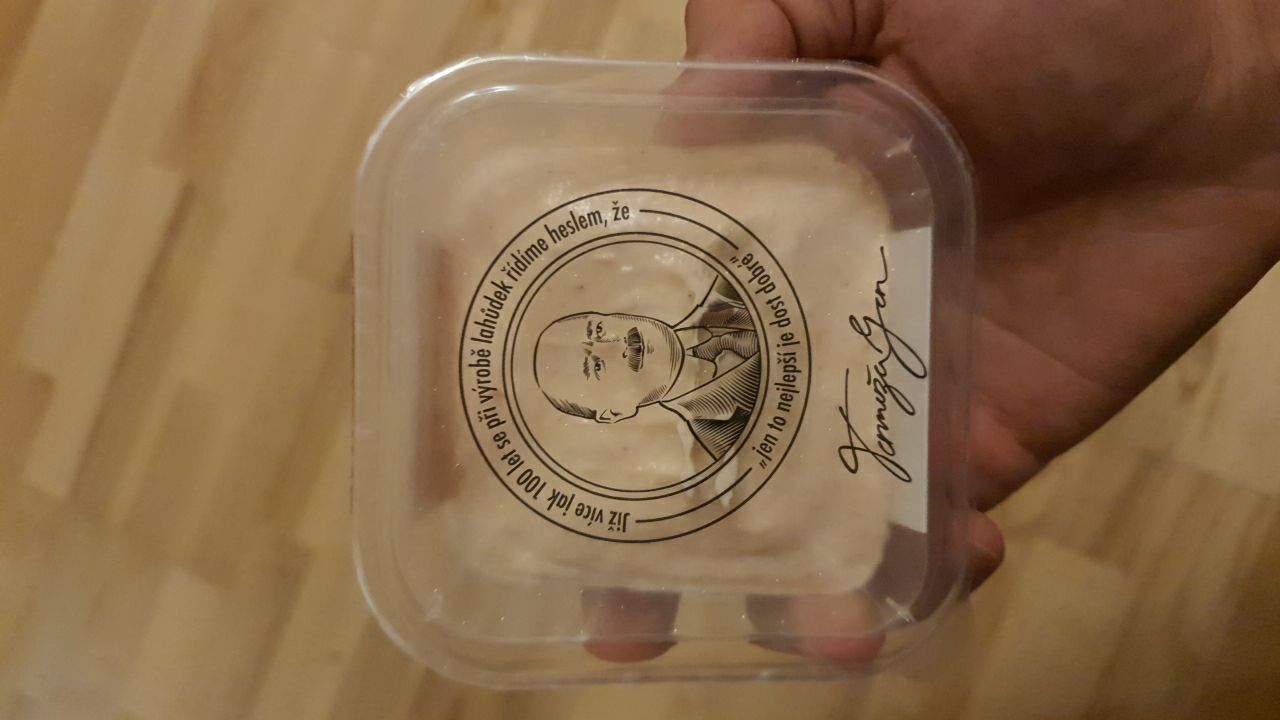 Již více jak 100 let se při výrobě lahůdek řídíme heslem, že
„jen to nejlepší je dost dobré“